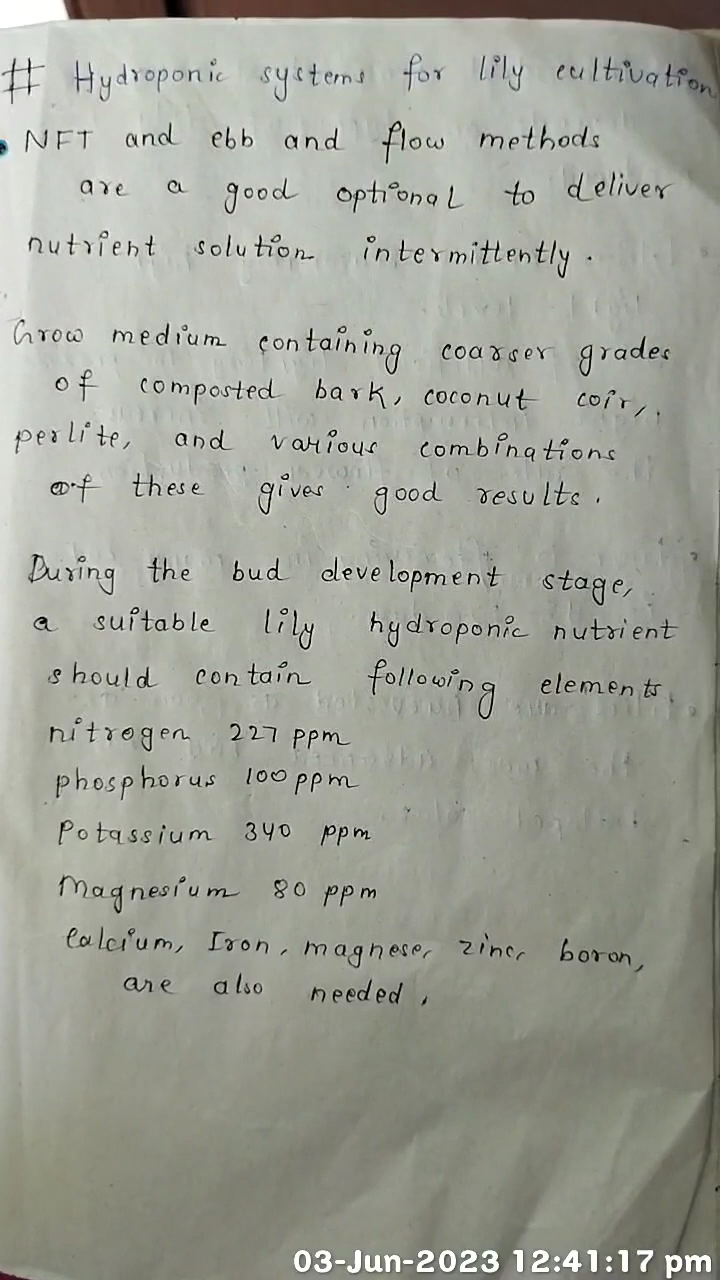 # Hydroponic systems for lily cultivation
• NFT and ebb and flow methods
are a good optional to deliver
nutrient solution intermittently.
Grow medium containing coarser grades
of composted bark, coconut coir,
perlite, and various combinations
of these gives good results.
During the bud development stage,
a suitable lily hydroponic nutrient
should contain following elements.
nitrogen 227 ppm
phosphorus 100 ppm
Potassium 340 ppm
Magnesium 80 ppm
Calcium, Iron, magnese, zinc, boron,
are also needed,
03-Jun-2023 12:41:17 pm